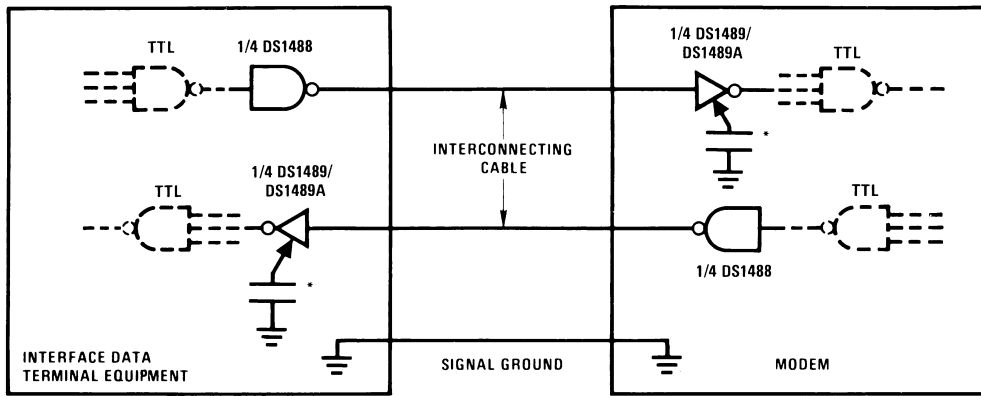 TTL
1/4 DS1488
1/4 DS1489/
DS1489A
TTL
*
INTERCONNECTING
CABLE
TTL
1/4 DS1489/
DS1489A
*
TTL
1/4 DS1488
INTERFACE DATA
TERMINAL EQUIPMENT
SIGNAL GROUND
MODEM